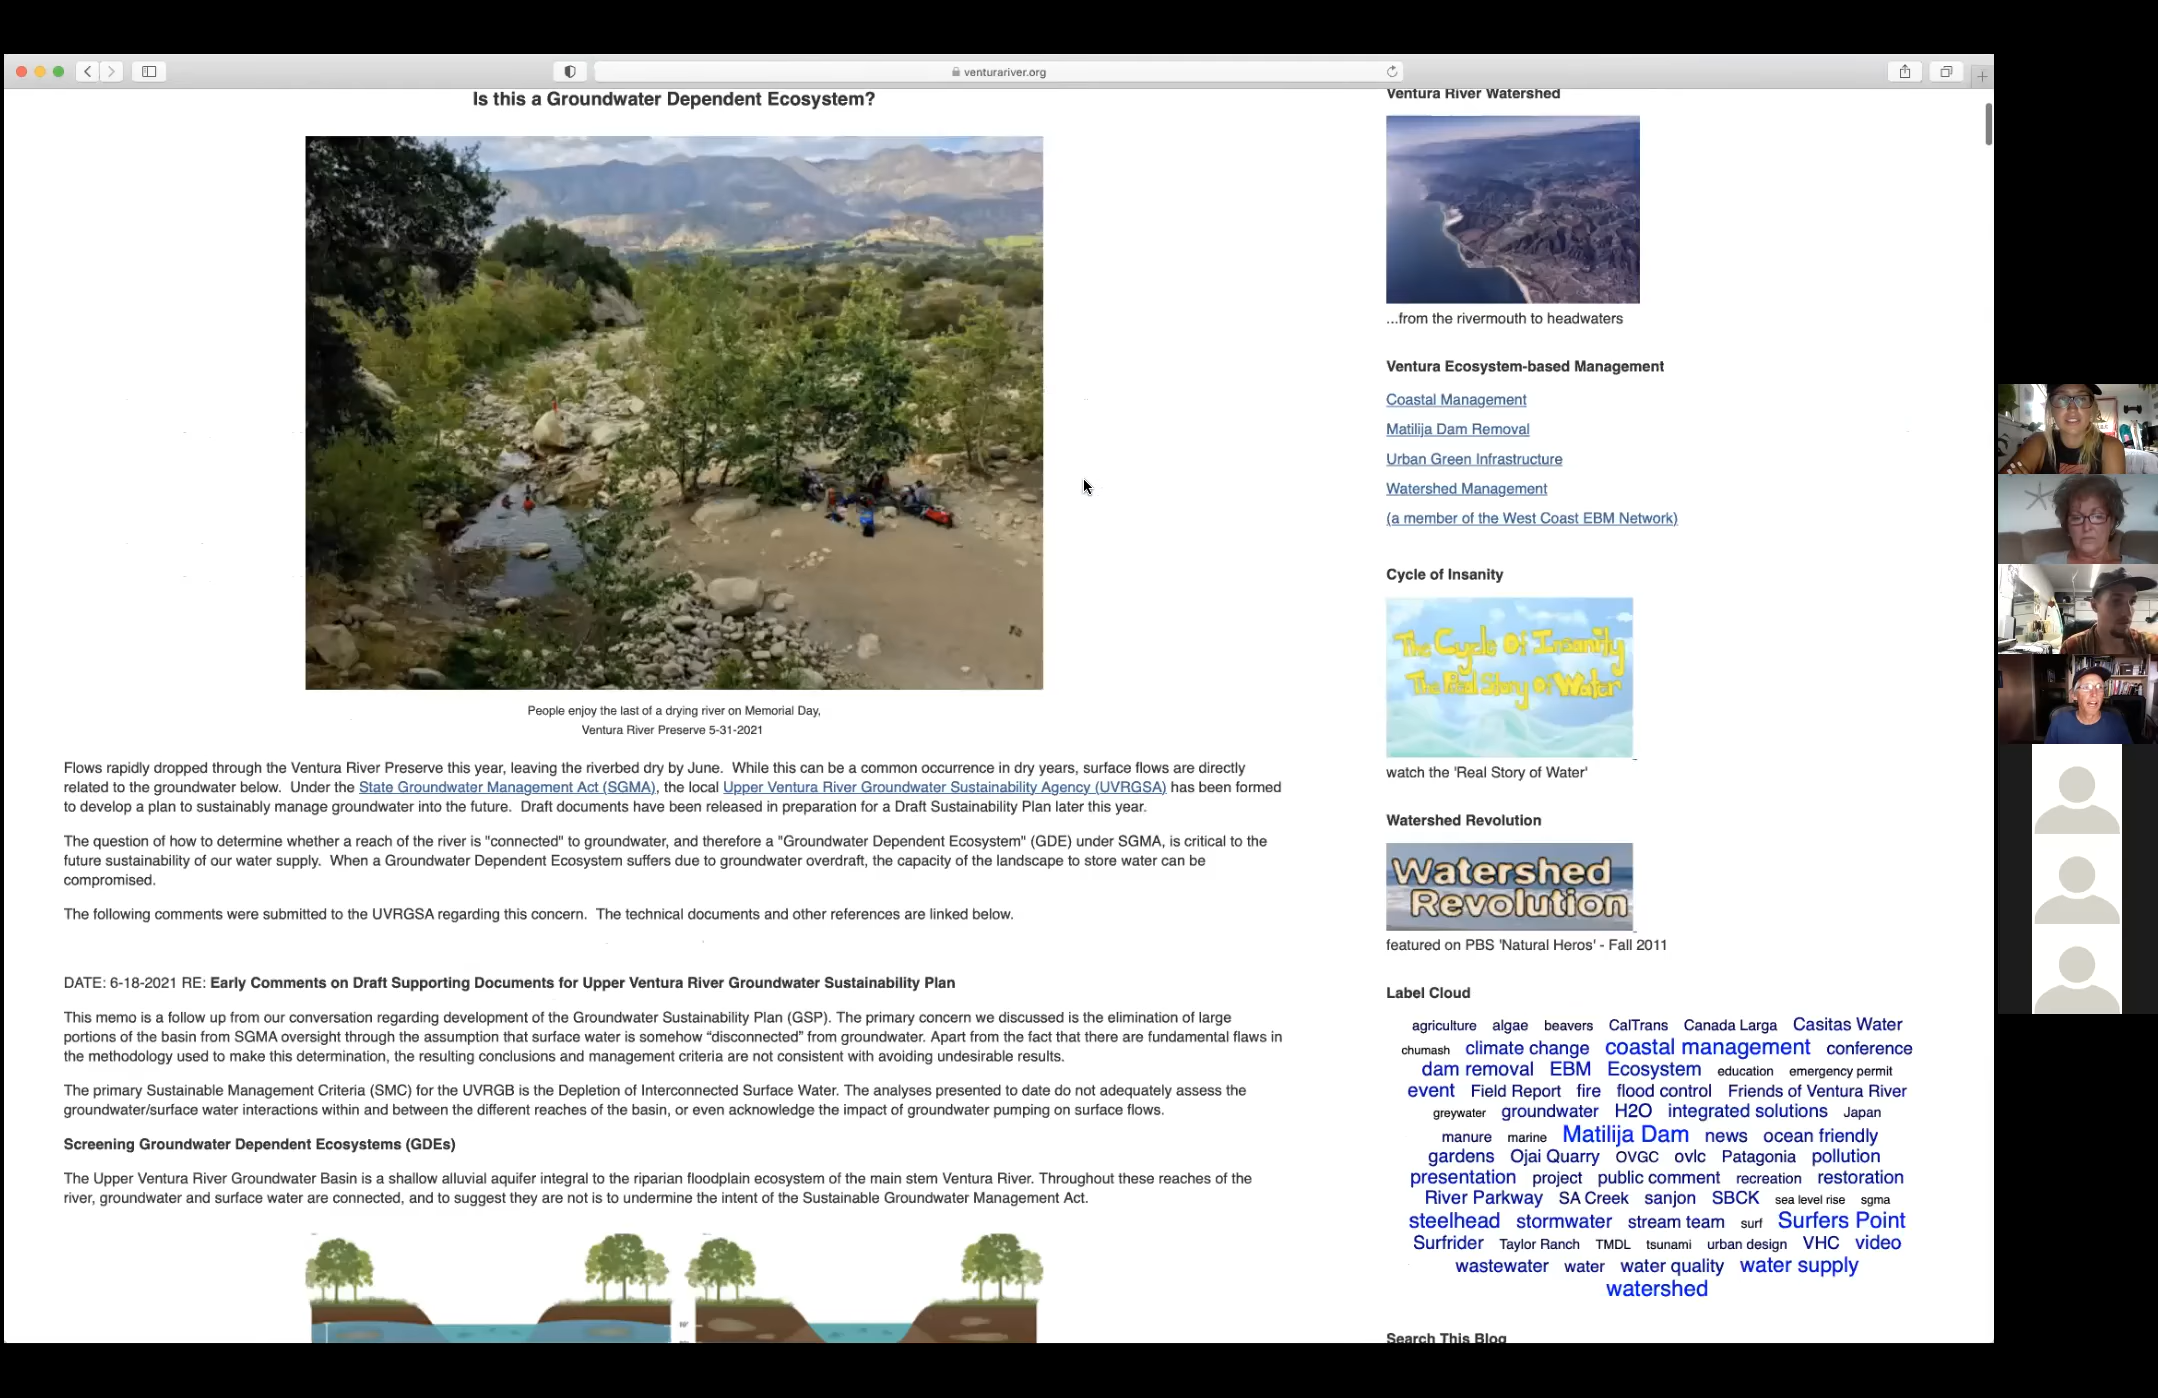 venturariver.org
Is this a Groundwater Dependent Ecosystem?
People enjoy the last of a drying river on Memorial Day,
Ventura River Preserve 5-31-2021
Flows rapidly dropped through the Ventura River Preserve this year, leaving the riverbed dry by June.  While this can be a common occurrence in dry years, surface flows are directly
related to the groundwater below.  Under the State Groundwater Management Act (SGMA), the local Upper Ventura River Groundwater Sustainability Agency (UVRGSA) has been formed
to develop a plan to sustainably manage groundwater into the future.  Draft documents have been released in preparation for a Draft Sustainability Plan later this year.
The question of how to determine whether a reach of the river is "connected" to groundwater, and therefore a "Groundwater Dependent Ecosystem" (GDE) under SGMA, is critical to the
future sustainability of our water supply.  When a Groundwater Dependent Ecosystem suffers due to groundwater overdraft, the capacity of the landscape to store water can be
compromised.
The following comments were submitted to the UVRGSA regarding this concern.  The technical documents and other references are linked below.
DATE: 6-18-2021 RE: Early Comments on Draft Supporting Documents for Upper Ventura River Groundwater Sustainability Plan
This memo is a follow up from our conversation regarding development of the Groundwater Sustainability Plan (GSP). The primary concern we discussed is the elimination of large
portions of the basin from SGMA oversight through the assumption that surface water is somehow “disconnected” from groundwater. Apart from the fact that there are fundamental flaws in
the methodology used to make this determination, the resulting conclusions and management criteria are not consistent with avoiding undesirable results.
The primary Sustainable Management Criteria (SMC) for the UVRGB is the Depletion of Interconnected Surface Water. The analyses presented to date do not adequately assess the
groundwater/surface water interactions within and between the different reaches of the basin, or even acknowledge the impact of groundwater pumping on surface flows.
Screening Groundwater Dependent Ecosystems (GDEs)
The Upper Ventura River Groundwater Basin is a shallow alluvial aquifer integral to the riparian floodplain ecosystem of the main stem Ventura River. Throughout these reaches of the
river, groundwater and surface water are connected, and to suggest they are not is to undermine the intent of the Sustainable Groundwater Management Act.
Ventura River Watershed
...from the rivermouth to headwaters
Ventura Ecosystem-based Management
Coastal Management
Matilija Dam Removal
Urban Green Infrastructure
Watershed Management
(a member of the West Coast EBM Network)
Cycle of Insanity
The Cycle Of Insanity
The Real Story Of Water
watch the 'Real Story of Water'
Watershed Revolution
Watershed
Revolution
featured on PBS 'Natural Heros' - Fall 2011
Label Cloud
agriculture algae beavers CalTrans Canada Larga Casitas Water
chumash climate change coastal management conference
dam removal EBM Ecosystem education emergency permit
event Field Report fire flood control Friends of Ventura River
greywater groundwater H2O integrated solutions Japan
manure marine Matilija Dam news ocean friendly
gardens Ojai Quarry OVGC ovlc Patagonia pollution
presentation project public comment recreation restoration
River Parkway SA Creek sanjon SBCK sea level rise sgma
steelhead stormwater stream team surf Surfers Point
Surfrider Taylor Ranch TMDL tsunami urban design VHC video
wastewater water water quality water supply
watershed
Search This Blog